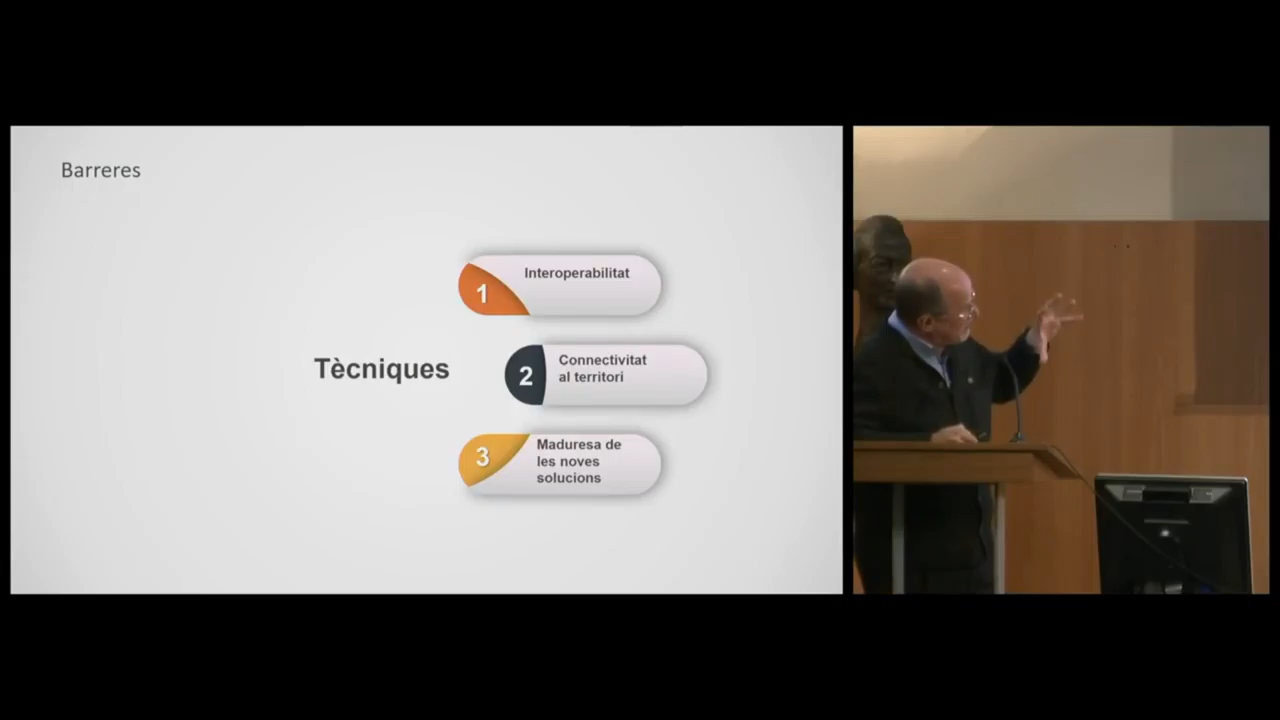 Barreres
Tècniques
1
Interoperabilitat
2
Connectivitat
al territori
3
Maduresa de
les noves
solucions